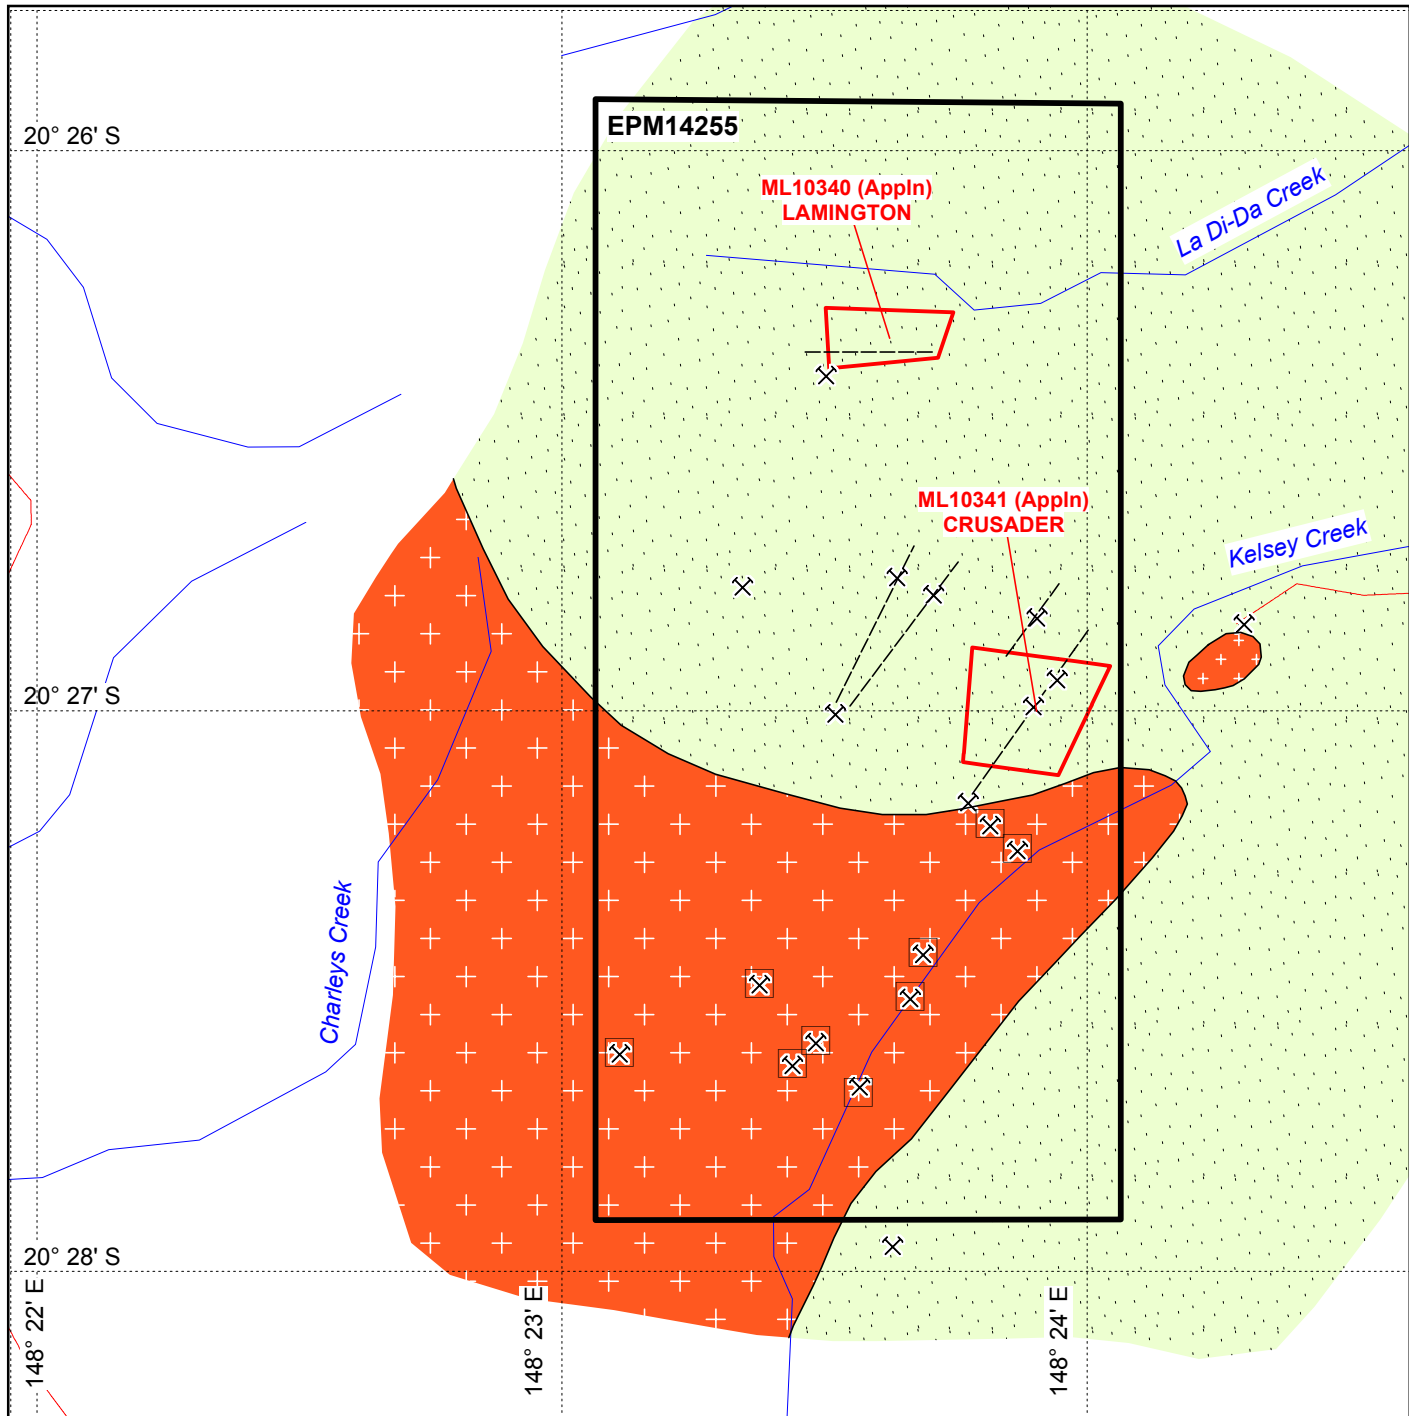 EPM14255
20° 26' S
ML10340 (Appln)
LAMINGTON
La Di-Da Creek
ML10341 (Appln)
CRUSADER
Kelsey Creek
20° 27' S
Charleys Creek
20° 28' S
148° 22' E
148° 23' E
148° 24' E